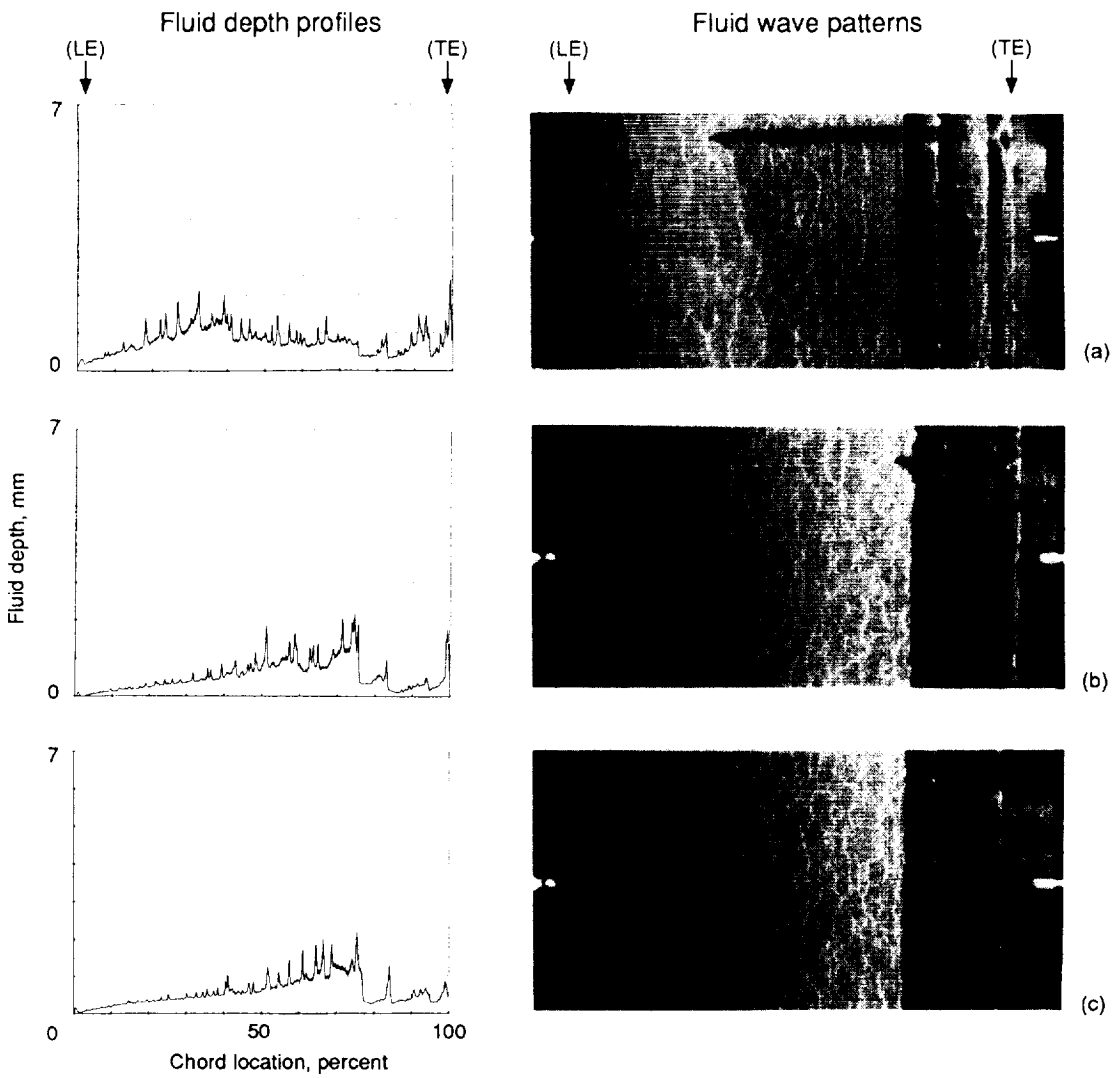 Fluid depth profiles
Fluid wave patterns
(LE)
(TE)
(LE)
(TE)
7
0
(a)
7
0
(b)
Fluid depth, mm
7
0
(c)
0
50
100
Chord location, percent